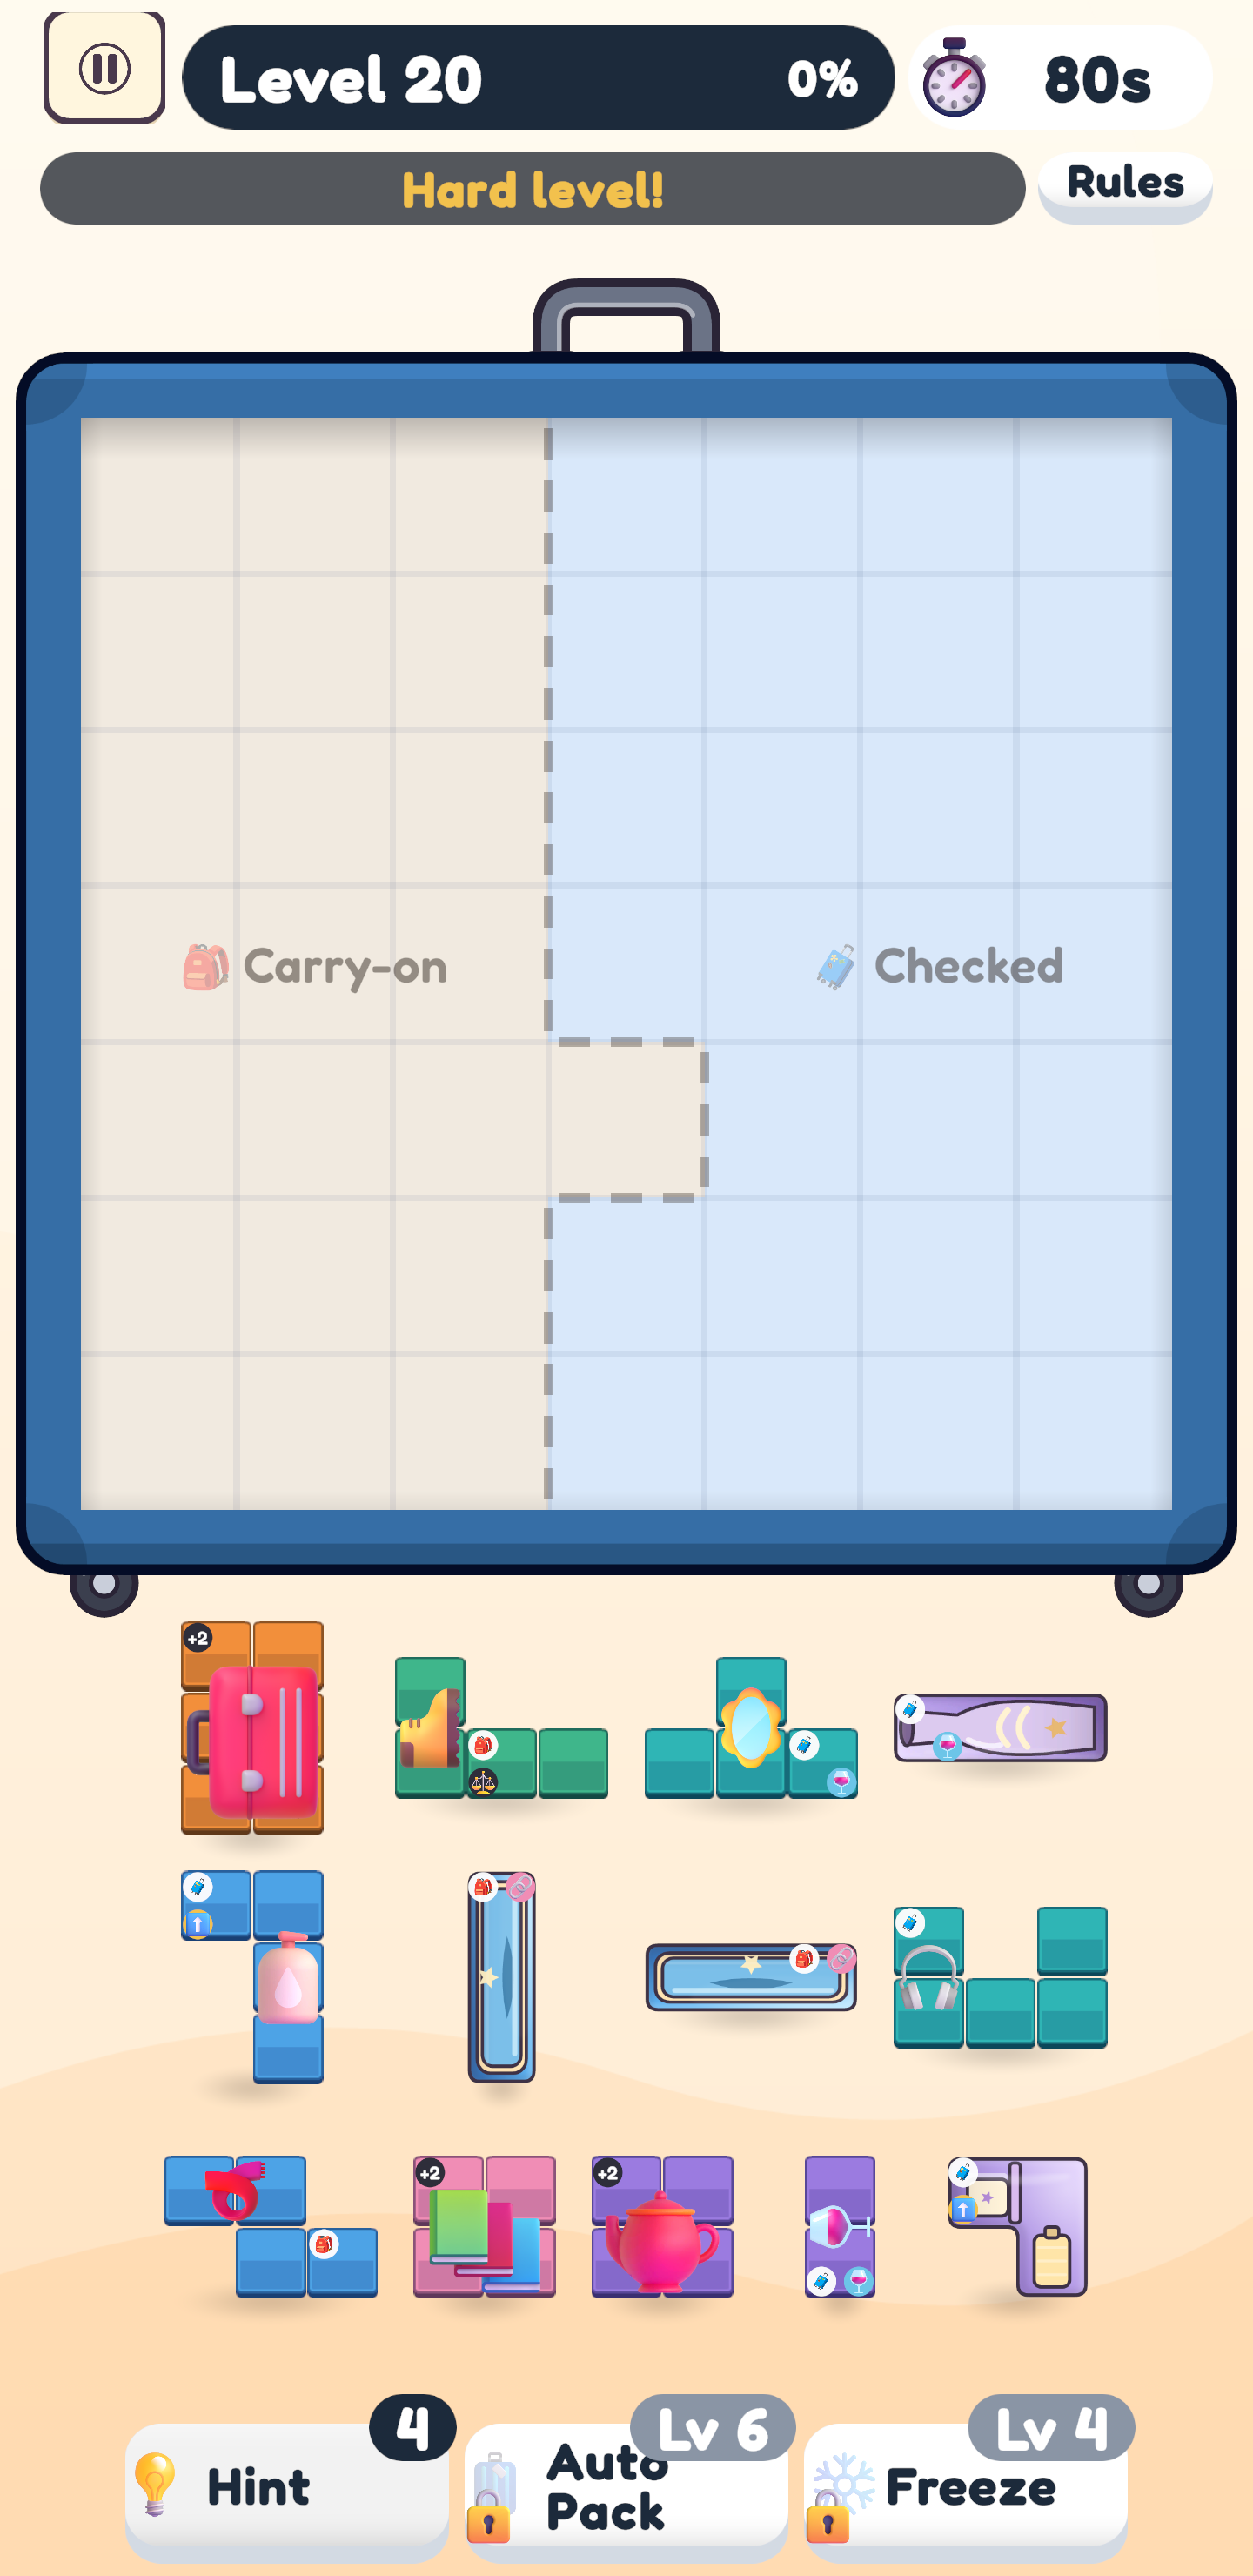 Level 20
0%
80s
Hard level!
Rules
Carry-on
Checked
+2
+2
+2
4
Lv 6
Lv 4
Hint
Auto
Pack
Freeze